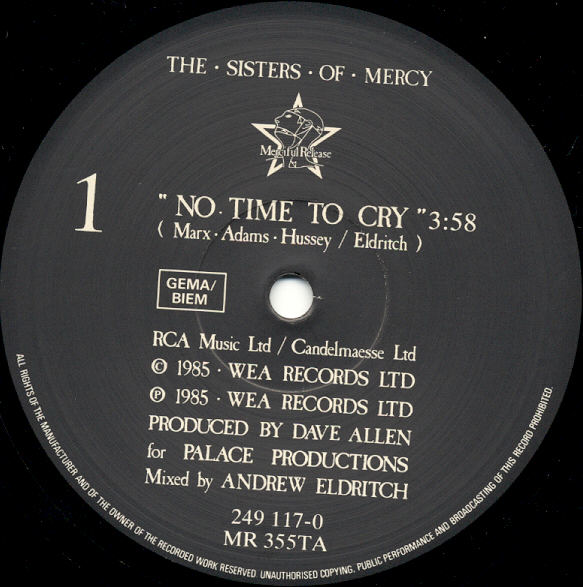 THE · SISTERS · OF · MERCY
Merciful Release
Ltd
1
" NO TIME TO CRY " 3:58
( Marx · Adams · Hussey / Eldritch )
GEMA/
BIEM
RCA Music Ltd / Candelmaesse Ltd
© 1985 · WEA RECORDS LTD
℗ 1985 · WEA RECORDS LTD
PRODUCED BY DAVE ALLEN
for PALACE PRODUCTIONS
Mixed by ANDREW ELDRITCH
249 117-0
MR 355TA
ALL RIGHTS OF THE MANUFACTURER AND OF THE OWNER OF THE RECORDED WORK RESERVED UNAUTHORISED COPYING, PUBLIC PERFORMANCE AND BROADCASTING OF THIS RECORD PROHIBITED.